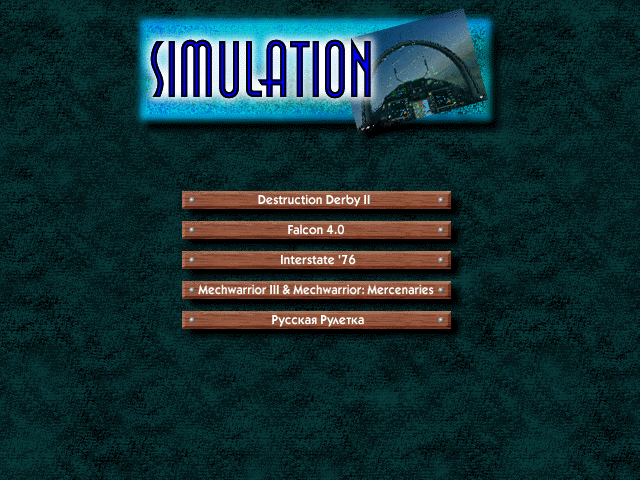 SIMULATION
Destruction Derby II
Falcon 4.0
Interstate '76
Mechwarrior III & Mechwarrior: Mercenaries
Русская Рулетка